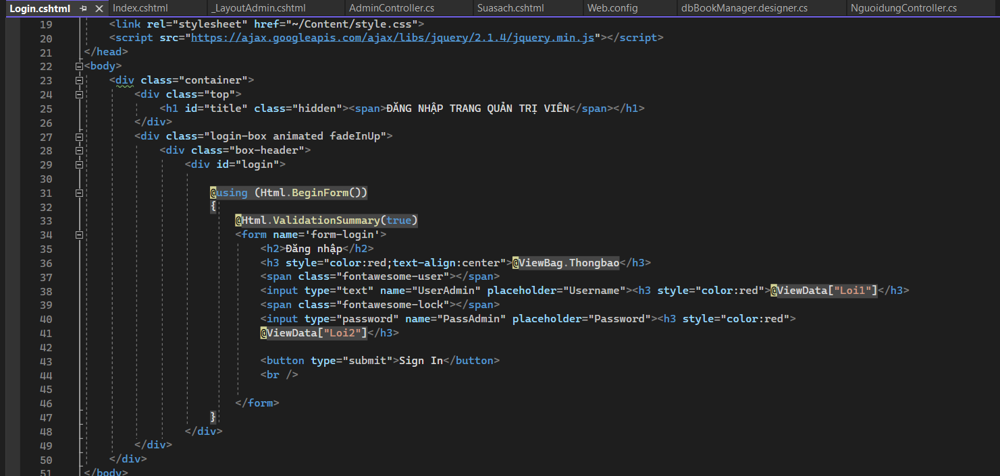 Login.cshtml Index.cshtml _LayoutAdmin.cshtml AdminController.cs Suasach.cshtml Web.config dbBookManager.designer.cs NguoidungController.cs
19 <link rel="stylesheet" href="~/Content/style.css">
20 <script src="https://ajax.googleapis.com/ajax/libs/jquery/2.1.4/jquery.min.js"></script>
21 </head>
22 <body>
23 <div class="container">
24 <div class="top">
25 <h1 id="title" class="hidden"><span>ĐĂNG NHẬP TRANG QUẢN TRỊ VIÊN</span></h1>
26 </div>
27 <div class="login-box animated fadeInUp">
28 <div class="box-header">
29 <div id="login">
30
31 @using (Html.BeginForm())
32 {
33 @Html.ValidationSummary(true)
34 <form name='form-login'>
35 <h2>Đăng nhập</h2>
36 <h3 style="color:red;text-align:center">@ViewBag.Thongbao</h3>
37 <span class="fontawesome-user"></span>
38 <input type="text" name="UserAdmin" placeholder="Username"><h3 style="color:red">@ViewData["Loi1"]</h3>
39 <span class="fontawesome-lock"></span>
40 <input type="password" name="PassAdmin" placeholder="Password"><h3 style="color:red">
41 @ViewData["Loi2"]</h3>
42
43 <button type="submit">Sign In</button>
44 <br />
45
46 </form>
47 }
48 </div>
49 </div>
50 </div>
51 </body>